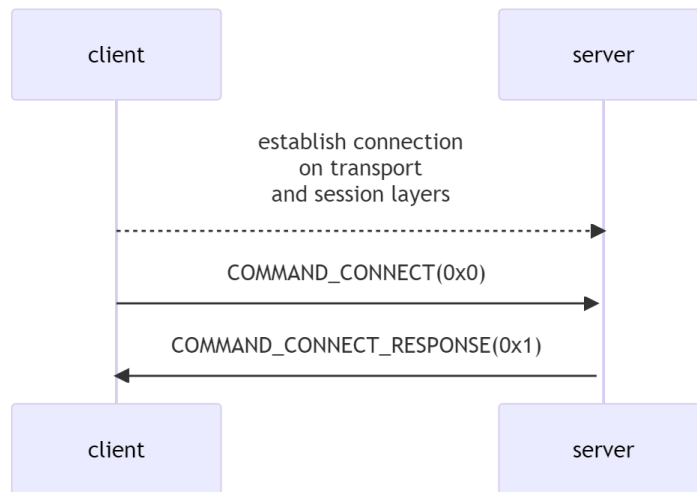 client
server
establish connection
on transport
and session layers
COMMAND_CONNECT(0x0)
COMMAND_CONNECT_RESPONSE(0x1)
client
server